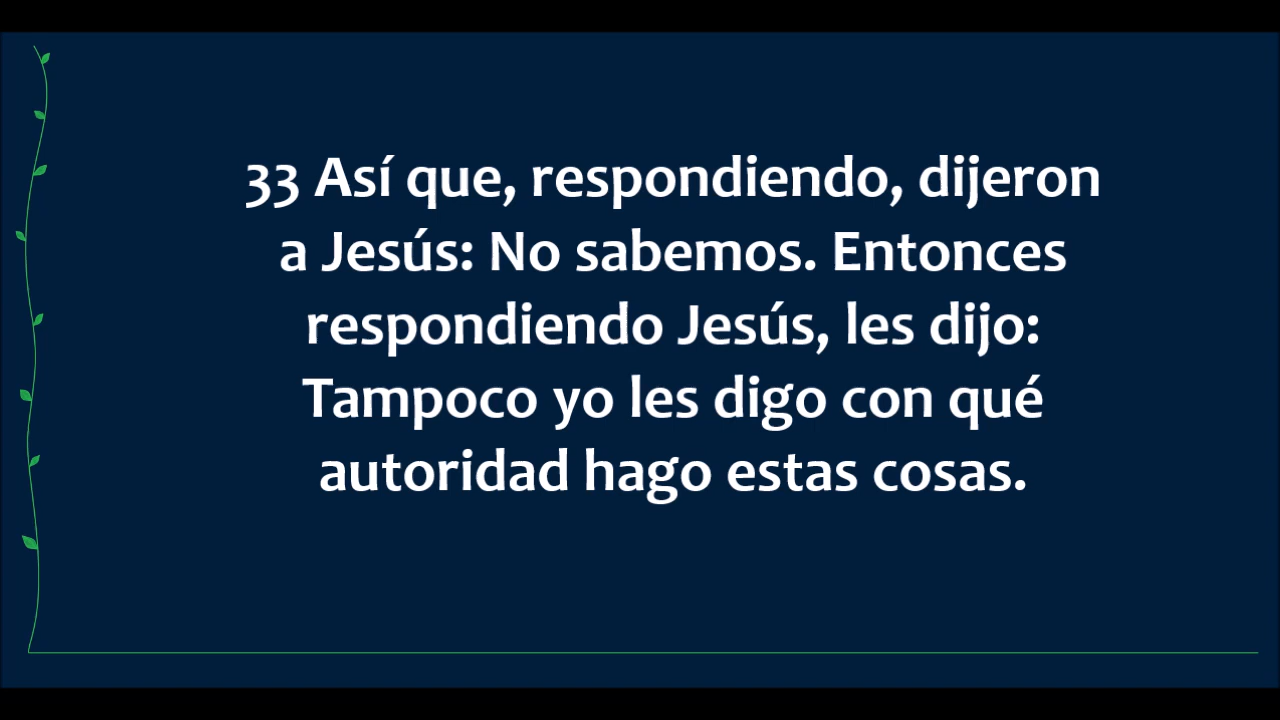 33 Así que, respondiendo, dijeron
a Jesús: No sabemos. Entonces
respondiendo Jesús, les dijo:
Tampoco yo les digo con qué
autoridad hago estas cosas.